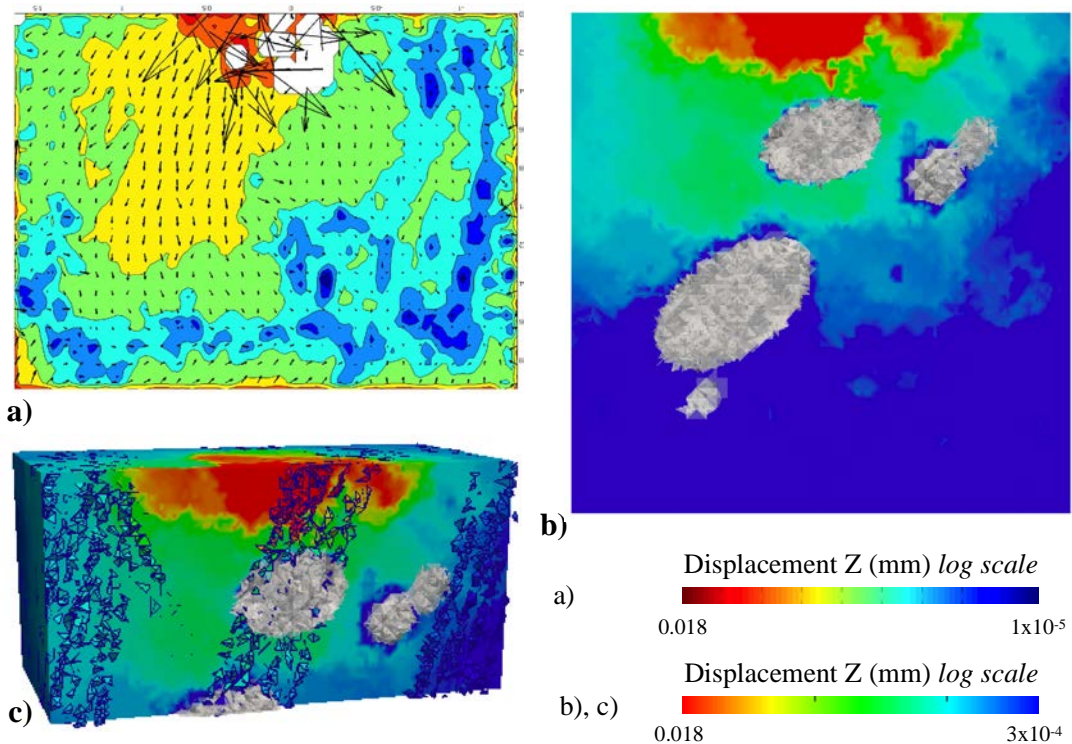 a)
b)
c)
Displacement Z (mm) log scale
a)
0.018 1x10-5
Displacement Z (mm) log scale
b), c)
0.018 3x10-4